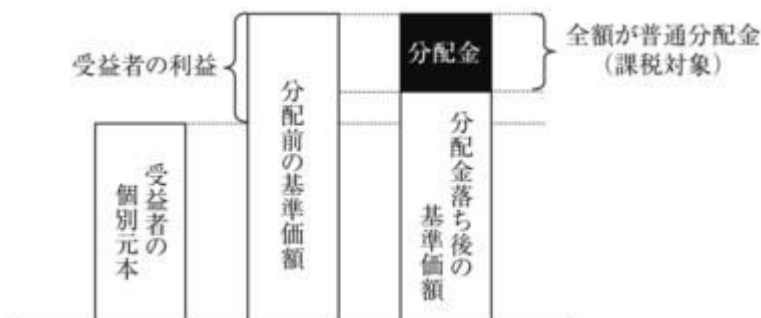 受益者の利益
受益者の
個別元本
分配前の基準価額
分配金
分配金落ち後の
基準価額
全額が普通分配金
（課税対象）